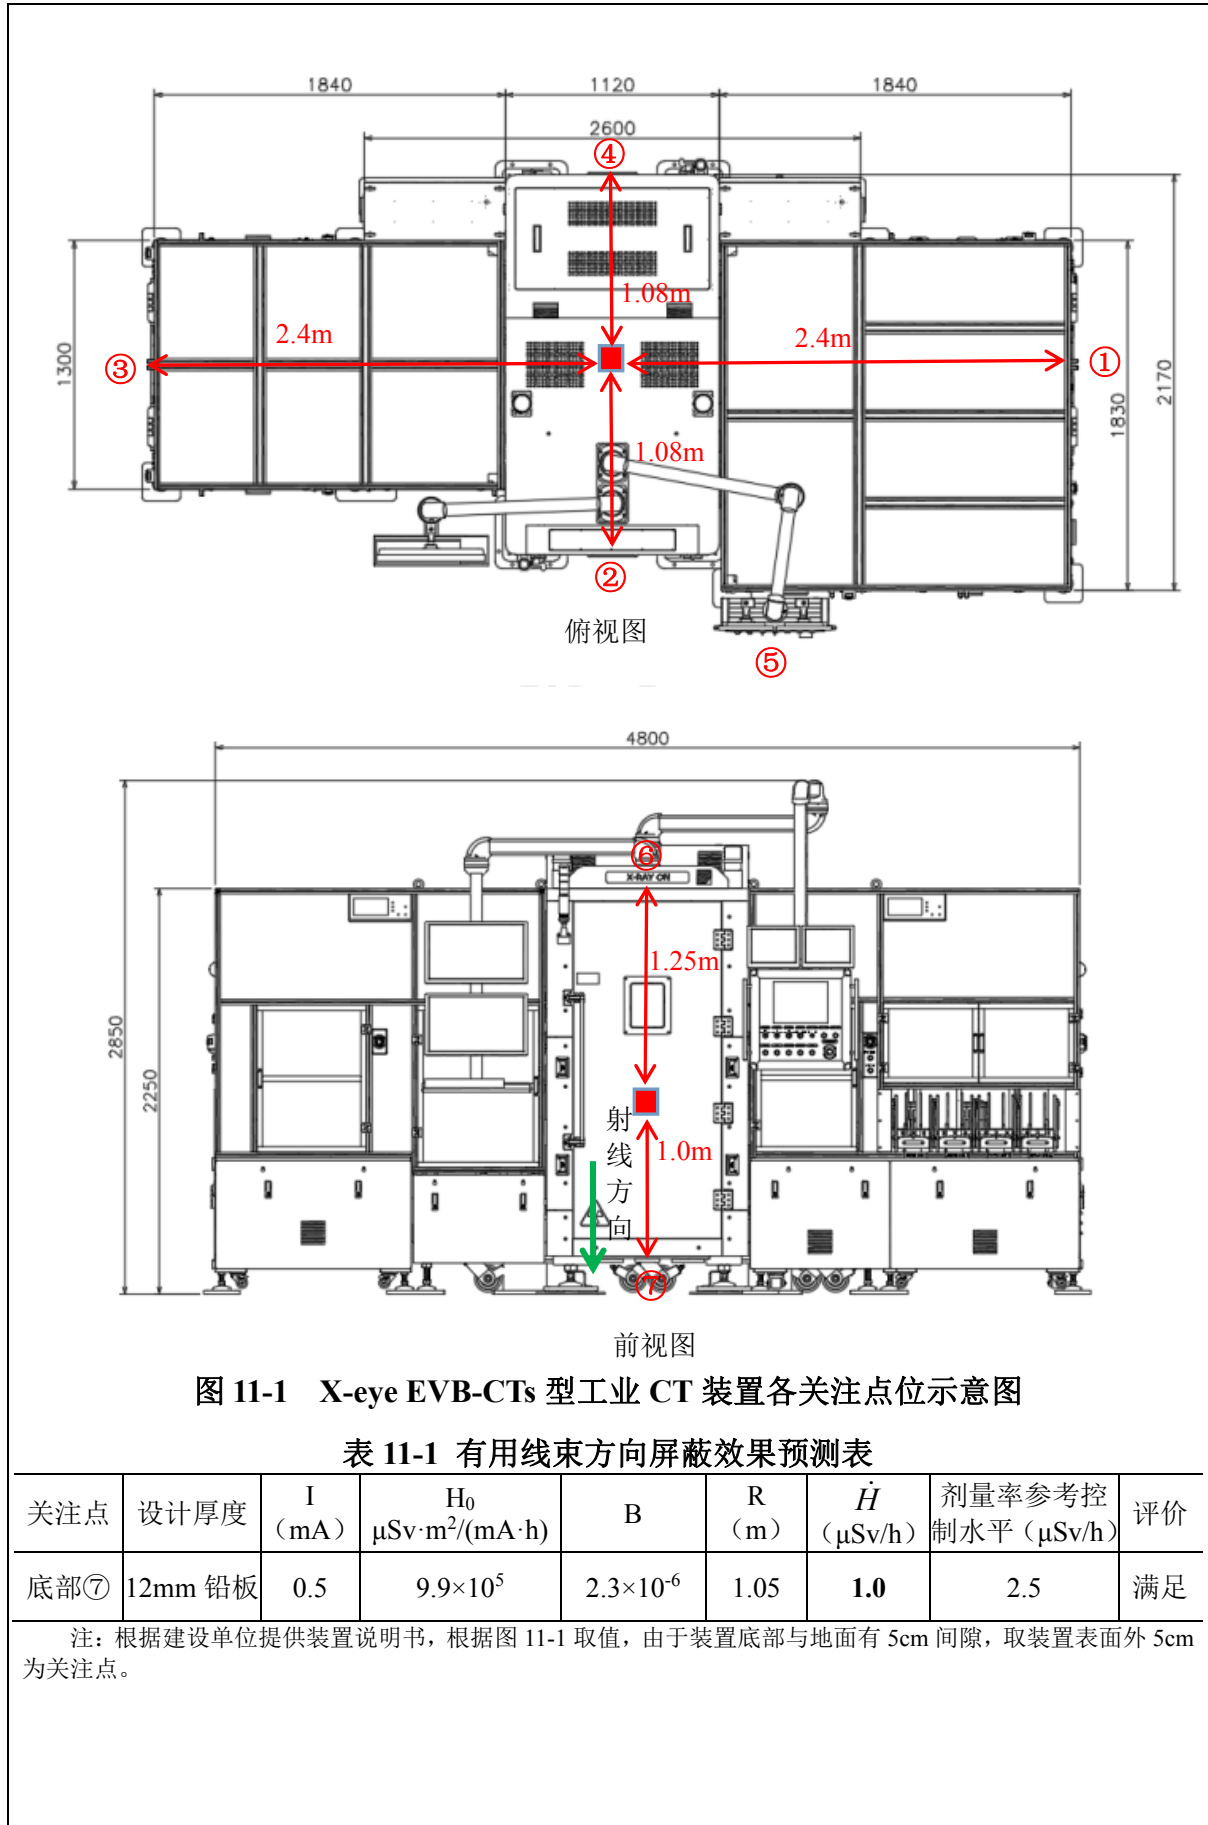 1840
1120
1840
2600
④
1.08m
2.4m
2.4m
③
①
1300
2170
1830
1.08m
②
俯视图
⑤
4800
⑥
X-RAY ON
1.25m
2850
2250
射线方向
1.0m
⑦
前视图
图 11-1 X-eye EVB-CTs 型工业 CT 装置各关注点位示意图
表 11-1 有用线束方向屏蔽效果预测表
关注点 设计厚度 I（mA） H₀ μSv·m²/(mA·h) B R（m） Ḣ（μSv/h） 剂量率参考控制水平（μSv/h） 评价
底部⑦ 12mm 铅板 0.5 9.9×10⁵ 2.3×10⁻⁶ 1.05 1.0 2.5 满足
注：根据建设单位提供装置说明书，根据图 11-1 取值，由于装置底部与地面有 5cm 间隙，取装置表面外 5cm
为关注点。